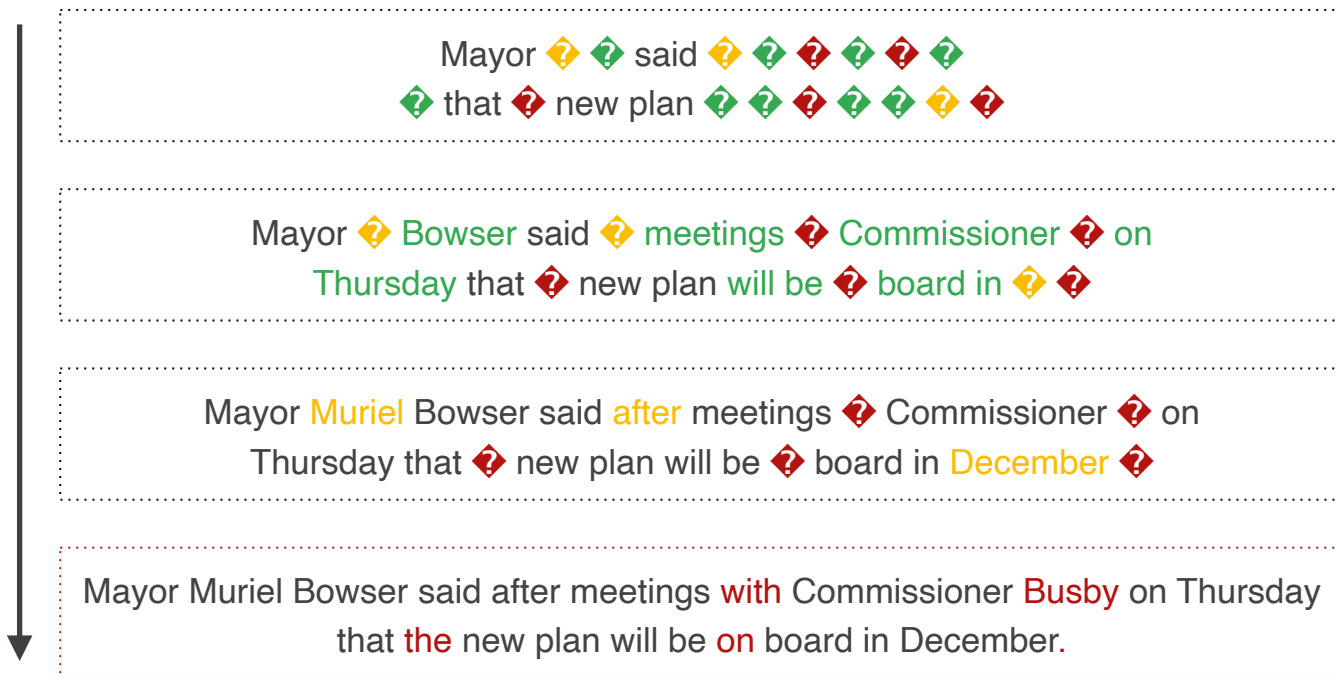 Mayor � � said � � � � � �
� that � new plan � � � � � � �
Mayor � Bowser said � meetings � Commissioner � on
Thursday that � new plan will be � board in � �
Mayor Muriel Bowser said after meetings � Commissioner � on
Thursday that � new plan will be � board in December �
Mayor Muriel Bowser said after meetings with Commissioner Busby on Thursday
that the new plan will be on board in December.